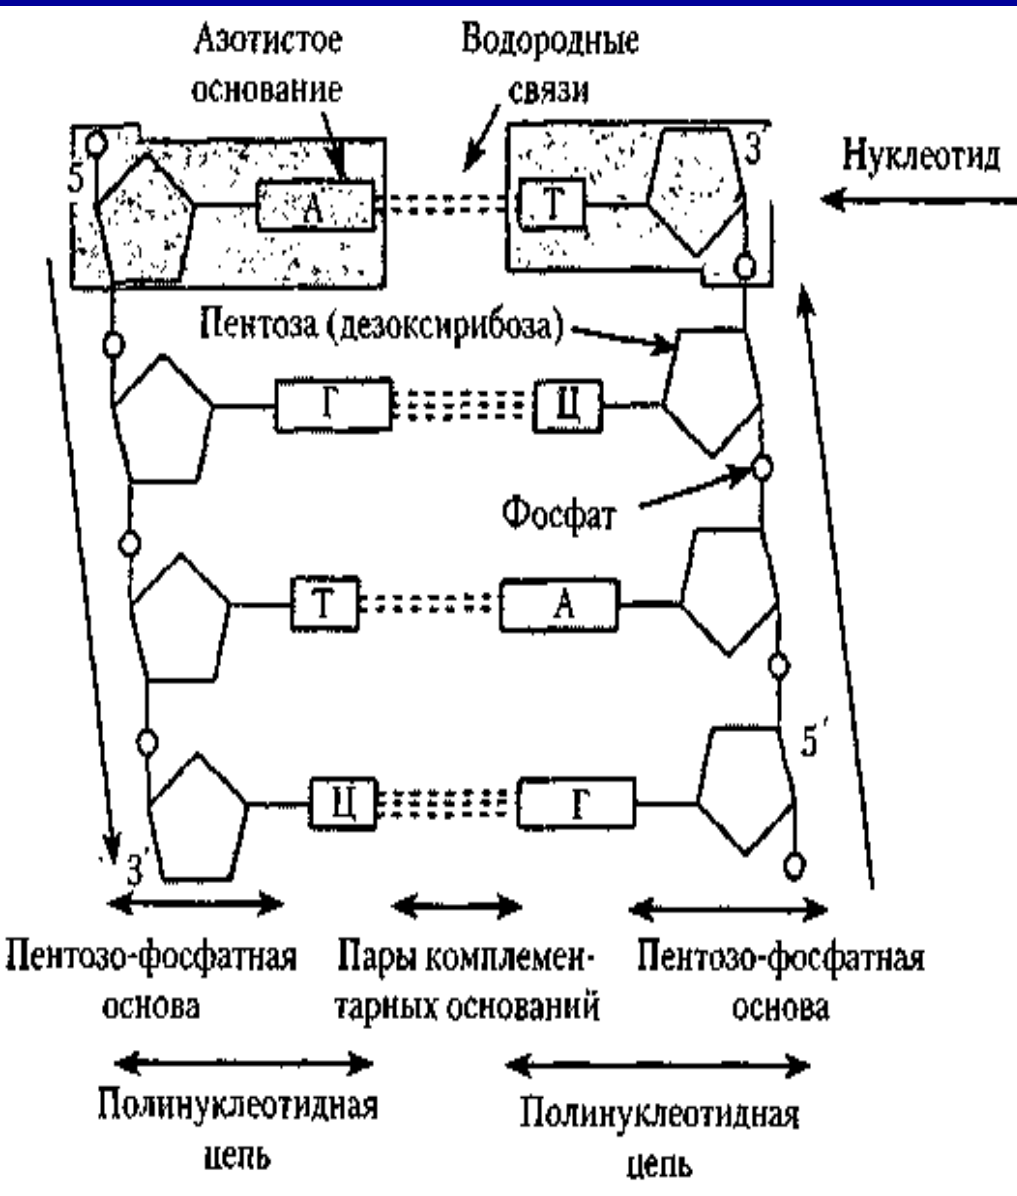 Азотистое
основание
Водородные
связи
5
А
Т
3'
Нуклеотид
Пентоза (дезоксирибоза)
Г
Ц
Фосфат
Т
А
5'
Ц
Г
3'
Пентозо-фосфатная
основа
Пары комплемен-
тарных оснований
Пентозо-фосфатная
основа
Полинуклеотидная
цепь
Полинуклеотидная
цепь